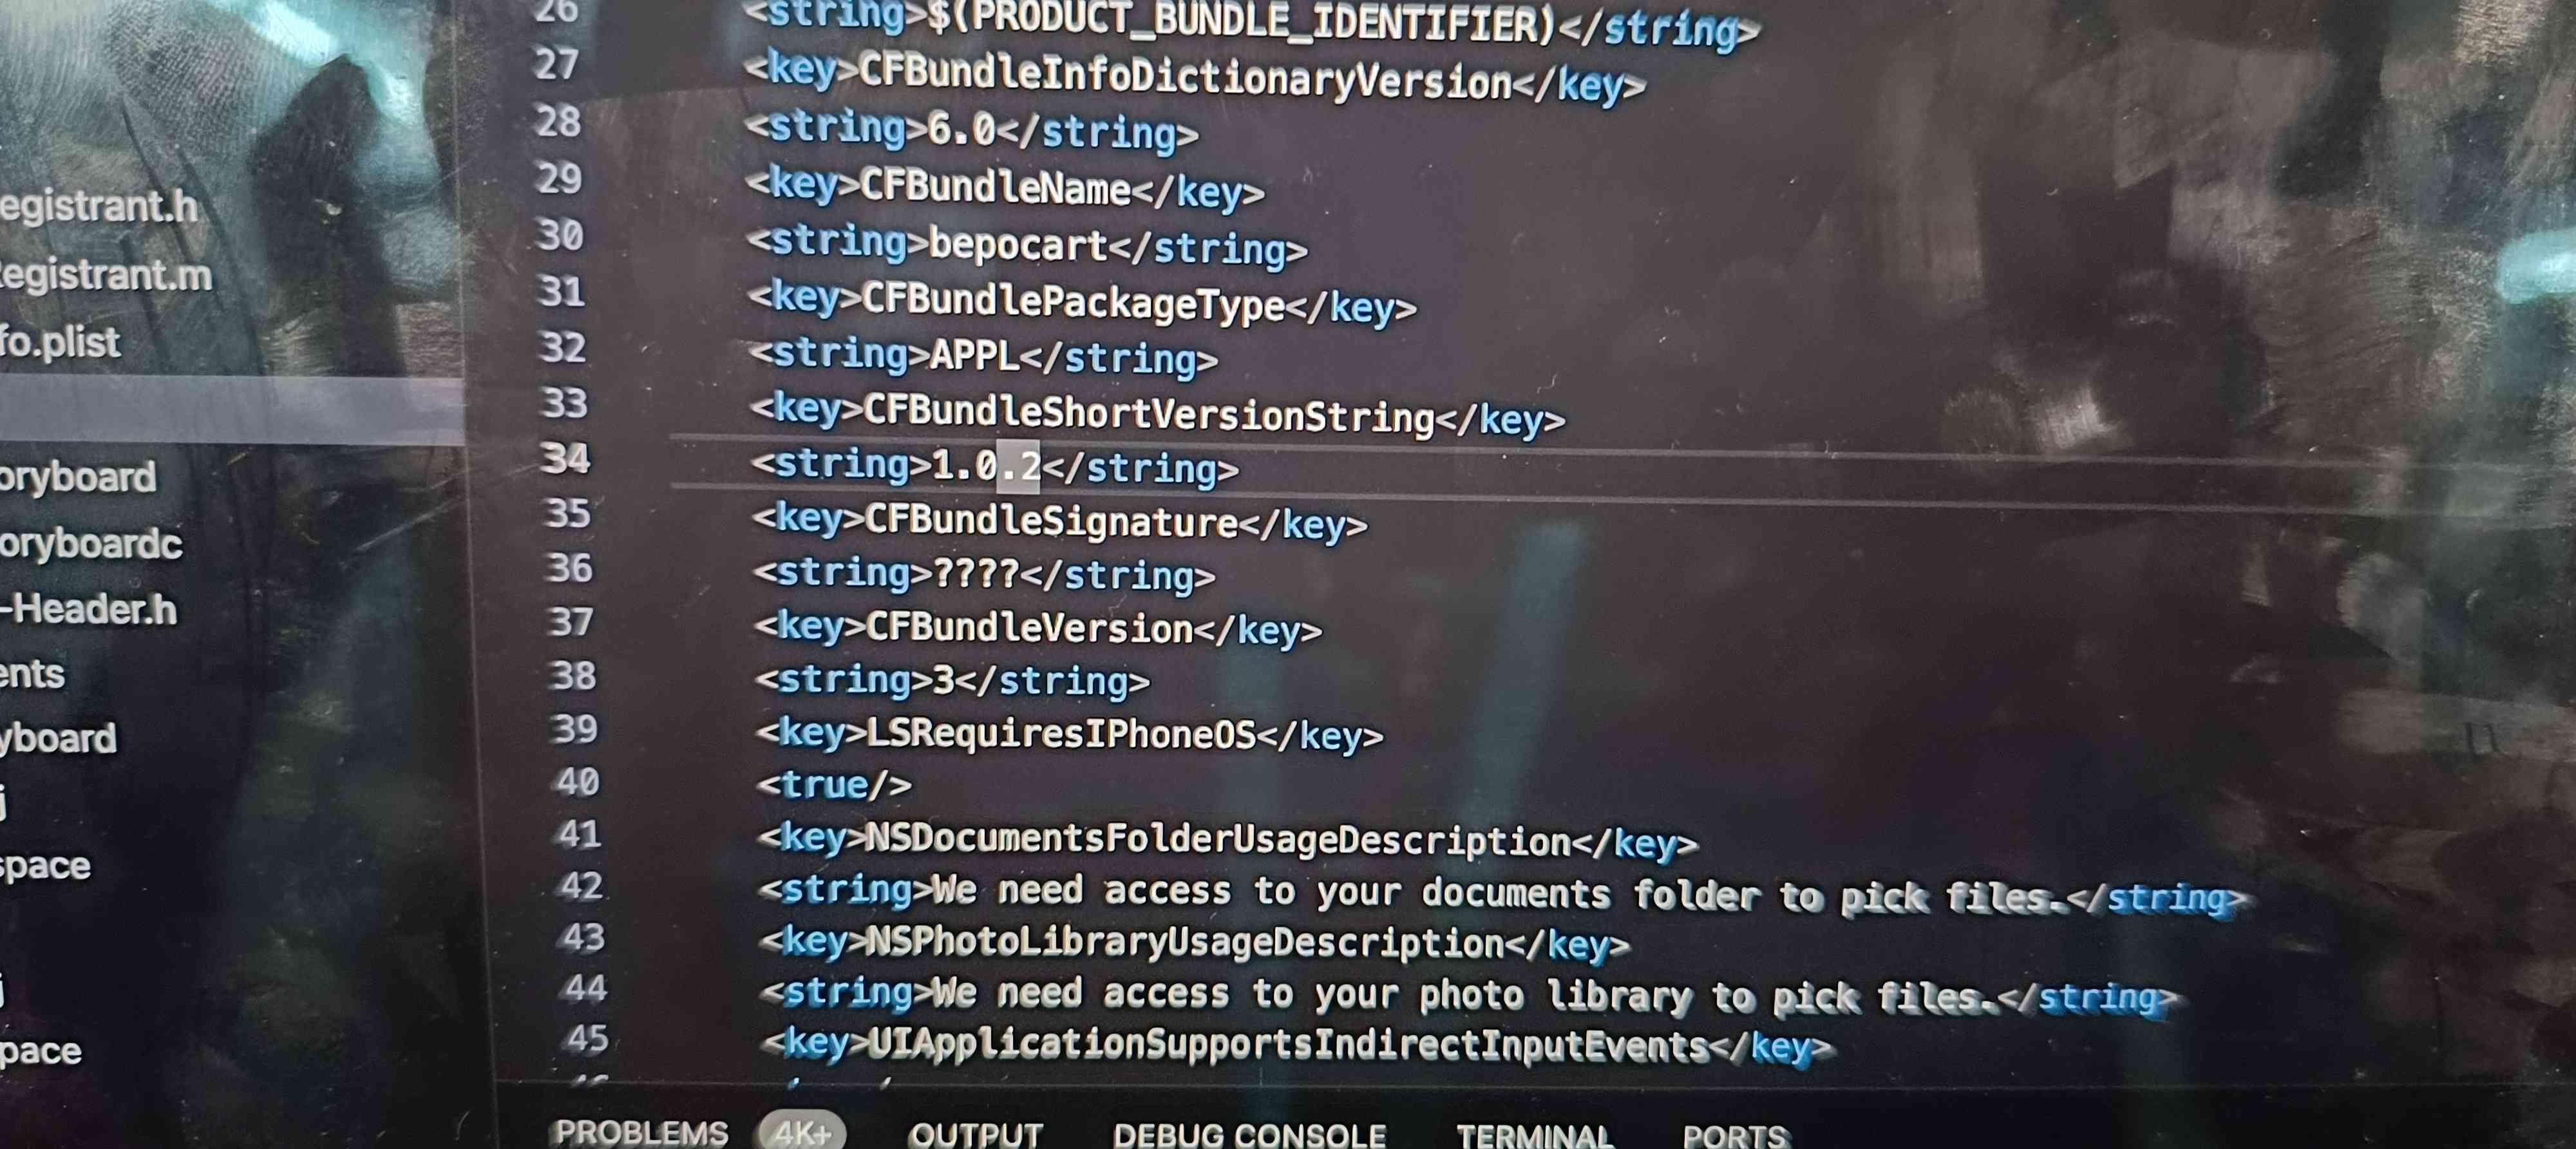 26 <string>$(PRODUCT_BUNDLE_IDENTIFIER)</string>
27 <key>CFBundleInfoDictionaryVersion</key>
28 <string>6.0</string>
29 <key>CFBundleName</key>
30 <string>bepocart</string>
31 <key>CFBundlePackageType</key>
32 <string>APPL</string>
33 <key>CFBundleShortVersionString</key>
34 <string>1.0.2</string>
35 <key>CFBundleSignature</key>
36 <string>????</string>
37 <key>CFBundleVersion</key>
38 <string>3</string>
39 <key>LSRequiresIPhoneOS</key>
40 <true/>
41 <key>NSDocumentsFolderUsageDescription</key>
42 <string>We need access to your documents folder to pick files.</string>
43 <key>NSPhotoLibraryUsageDescription</key>
44 <string>We need access to your photo library to pick files.</string>
45 <key>UIApplicationSupportsIndirectInputEvents</key>
egistrant.h
egistrant.m
fo.plist
oryboard
oryboardc
-Header.h
ents
yboard
j
space
j
pace
PROBLEMS 4K+ OUTPUT DEBUG CONSOLE TERMINAL PORTS